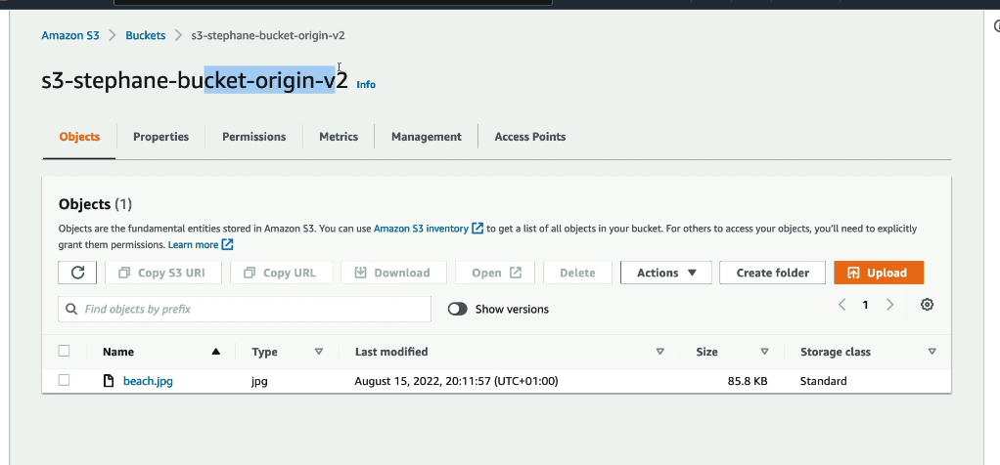 Amazon S3 > Buckets > s3-stephane-bucket-origin-v2
s3-stephane-bucket-origin-v2 Info
Objects Properties Permissions Metrics Management Access Points
Objects (1)
Objects are the fundamental entities stored in Amazon S3. You can use Amazon S3 inventory to get a list of all objects in your bucket. For others to access your objects, you'll need to explicitly
grant them permissions. Learn more
Copy S3 URI Copy URL Download Open Delete Actions Create folder Upload
Find objects by prefix Show versions < 1 >
Name Type Last modified Size Storage class
beach.jpg jpg August 15, 2022, 20:11:57 (UTC+01:00) 85.8 KB Standard